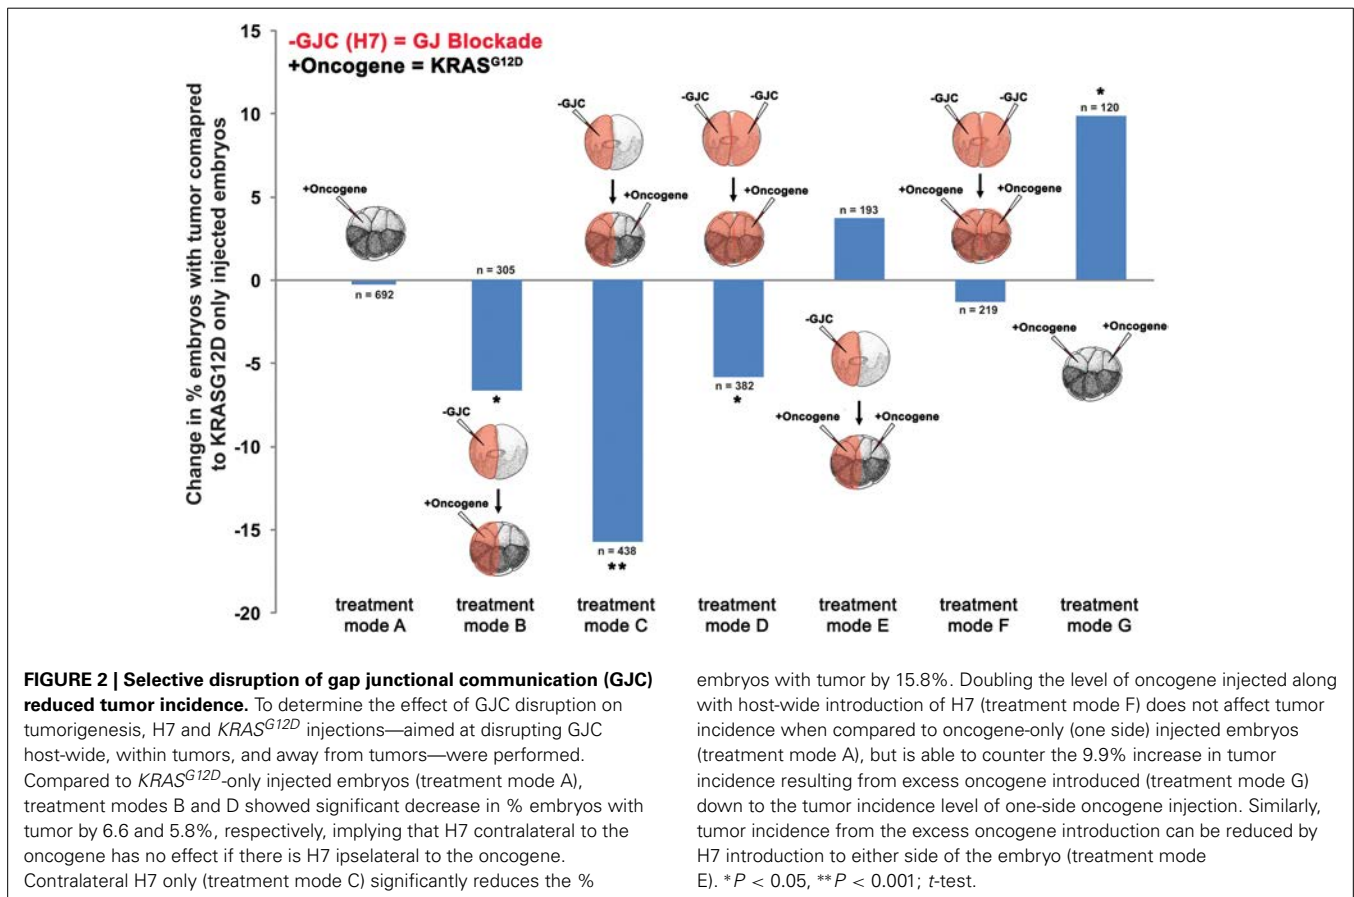 15
10
5
0
-5
-10
-15
-20
Change in % embryos with tumor comapred
to KRASG12D only injected embryos
-GJC (H7) = GJ Blockade
+Oncogene = KRASG12D
+Oncogene
n = 692
n = 305
*
-GJC
+Oncogene
-GJC
+Oncogene
n = 438
**
-GJC -GJC
+Oncogene
n = 382
*
n = 193
-GJC
+Oncogene +Oncogene
-GJC -GJC
+Oncogene +Oncogene
n = 219
*
n = 120
+Oncogene +Oncogene
treatment mode A
treatment mode B
treatment mode C
treatment mode D
treatment mode E
treatment mode F
treatment mode G
FIGURE 2 | Selective disruption of gap junctional communication (GJC)
reduced tumor incidence. To determine the effect of GJC disruption on
tumorigenesis, H7 and KRASG12D injections—aimed at disrupting GJC
host-wide, within tumors, and away from tumors—were performed.
Compared to KRASG12D-only injected embryos (treatment mode A),
treatment modes B and D showed significant decrease in % embryos with
tumor by 6.6 and 5.8%, respectively, implying that H7 contralateral to the
oncogene has no effect if there is H7 ipselateral to the oncogene.
Contralateral H7 only (treatment mode C) significantly reduces the %
embryos with tumor by 15.8%. Doubling the level of oncogene injected along
with host-wide introduction of H7 (treatment mode F) does not affect tumor
incidence when compared to oncogene-only (one side) injected embryos
(treatment mode A), but is able to counter the 9.9% increase in tumor
incidence resulting from excess oncogene introduced (treatment mode G)
down to the tumor incidence level of one-side oncogene injection. Similarly,
tumor incidence from the excess oncogene introduction can be reduced by
H7 introduction to either side of the embryo (treatment mode
E). *P < 0.05, **P < 0.001; t-test.